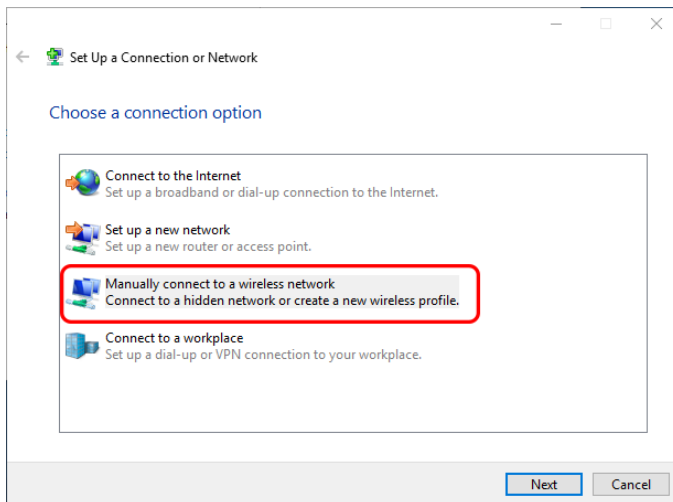 Set Up a Connection or Network
Choose a connection option
Connect to the Internet
Set up a broadband or dial-up connection to the Internet.
Set up a new network
Set up a new router or access point.
Manually connect to a wireless network
Connect to a hidden network or create a new wireless profile.
Connect to a workplace
Set up a dial-up or VPN connection to your workplace.
Next
Cancel